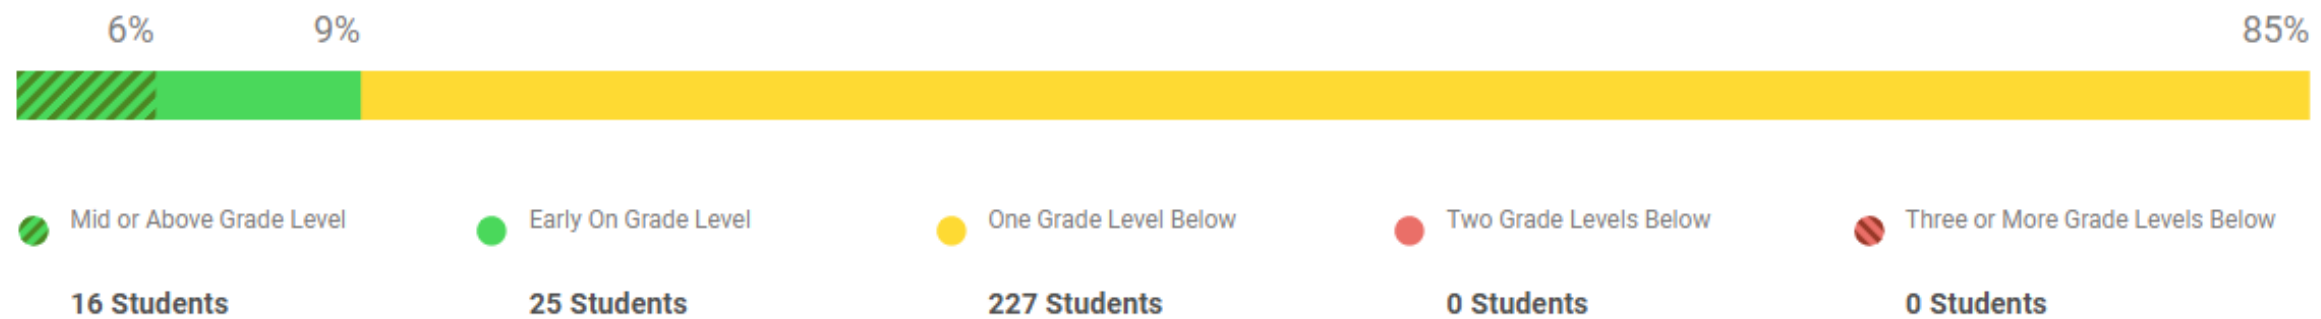 6% 9% 85%
Mid or Above Grade Level Early On Grade Level One Grade Level Below Two Grade Levels Below Three or More Grade Levels Below
16 Students 25 Students 227 Students 0 Students 0 Students